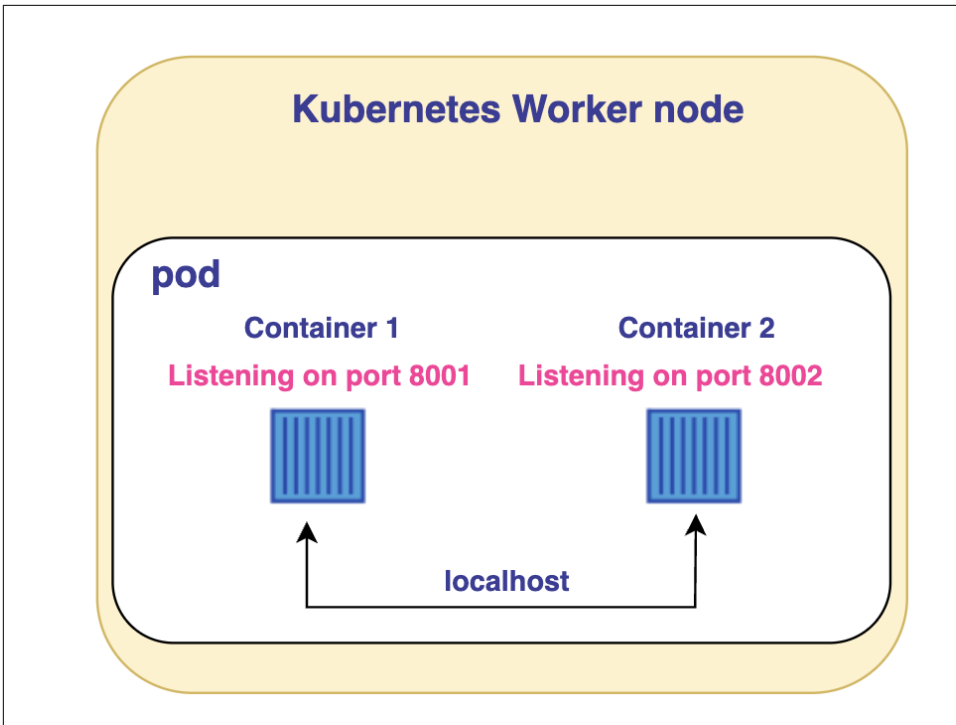 Kubernetes Worker node
pod
Container 1
Container 2
Listening on port 8001
Listening on port 8002
localhost